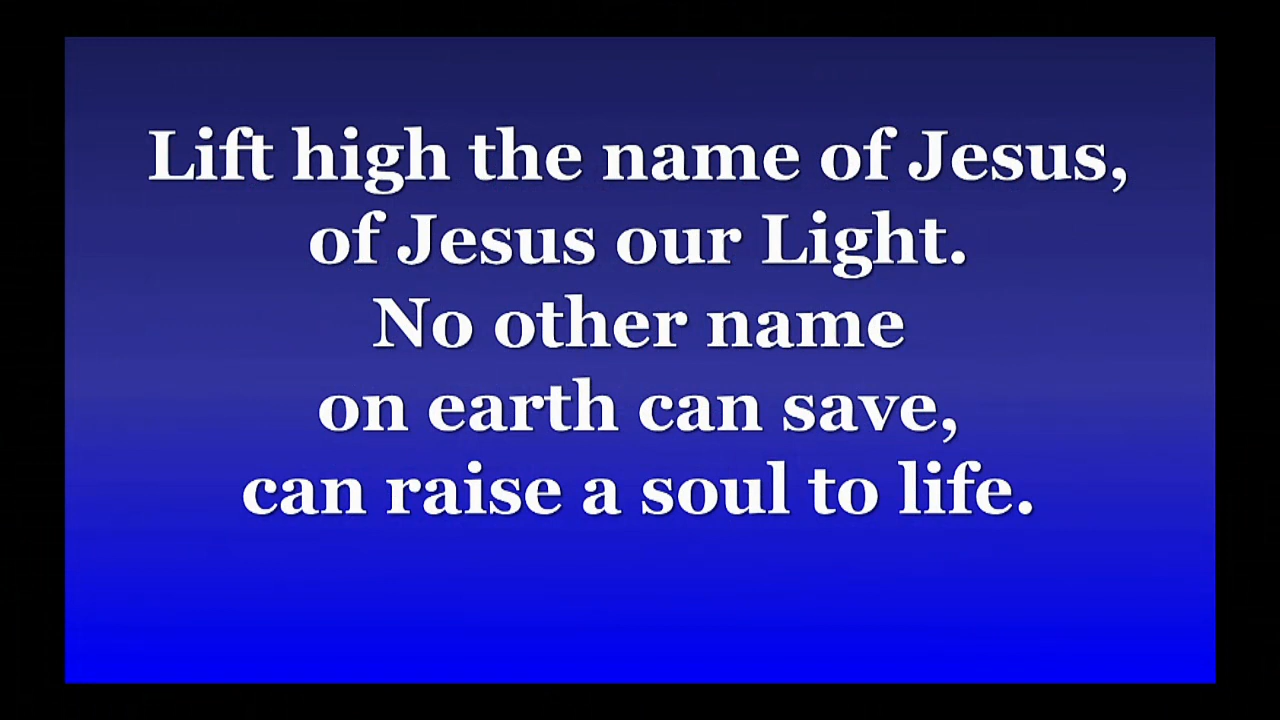 Lift high the name of Jesus,
of Jesus our Light.
No other name
on earth can save,
can raise a soul to life.